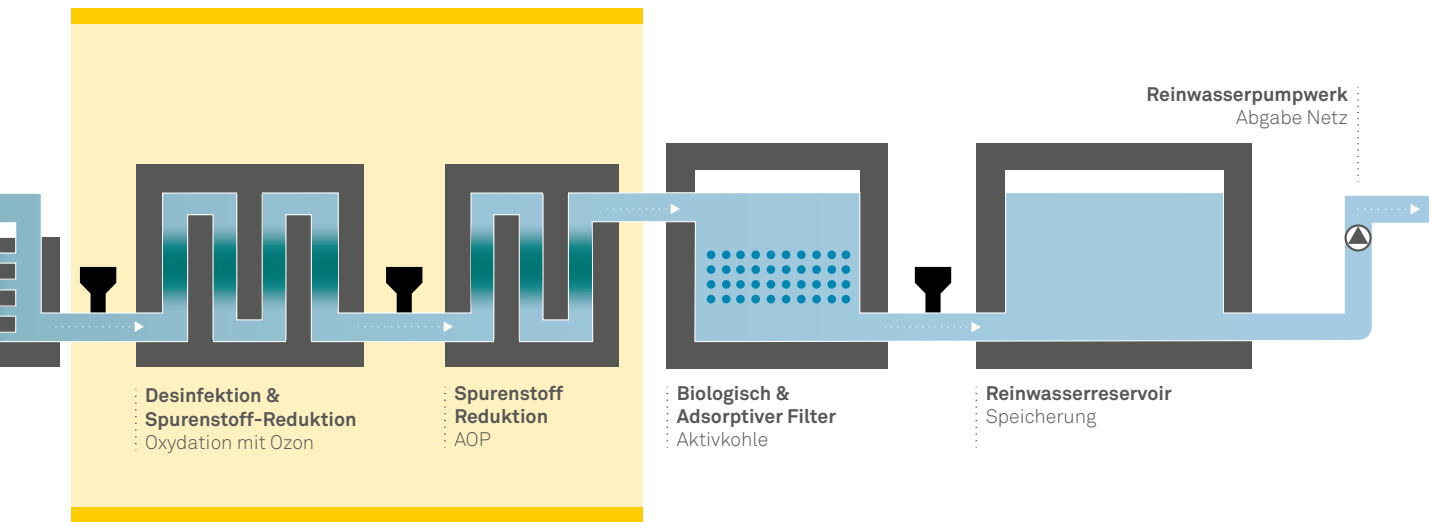 Reinwasserpumpwerk
Abgabe Netz
Desinfektion &
Spurenstoff-Reduktion
Oxydation mit Ozon
Spurenstoff
Reduktion
AOP
Biologisch &
Adsorptiver Filter
Aktivkohle
Reinwasserreservoir
Speicherung